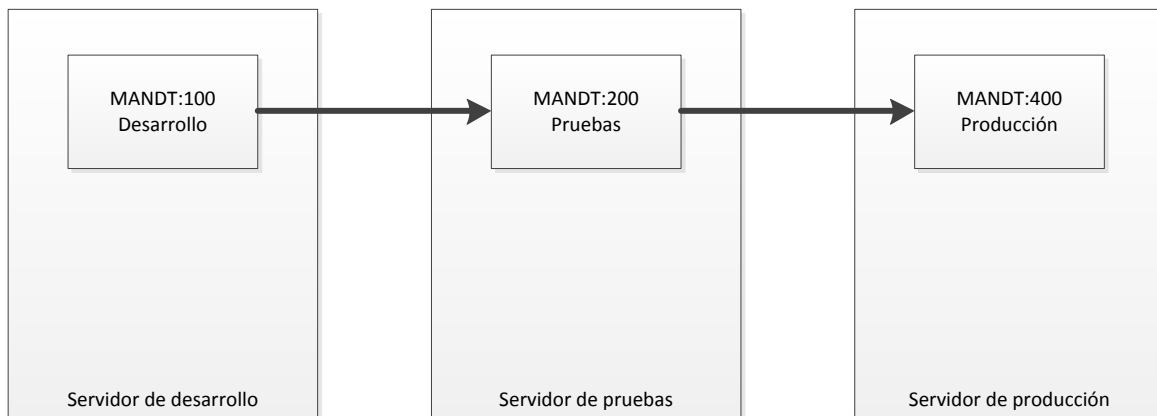 MANDT:100
Desarrollo
MANDT:200
Pruebas
MANDT:400
Producción
Servidor de desarrollo
Servidor de pruebas
Servidor de producción